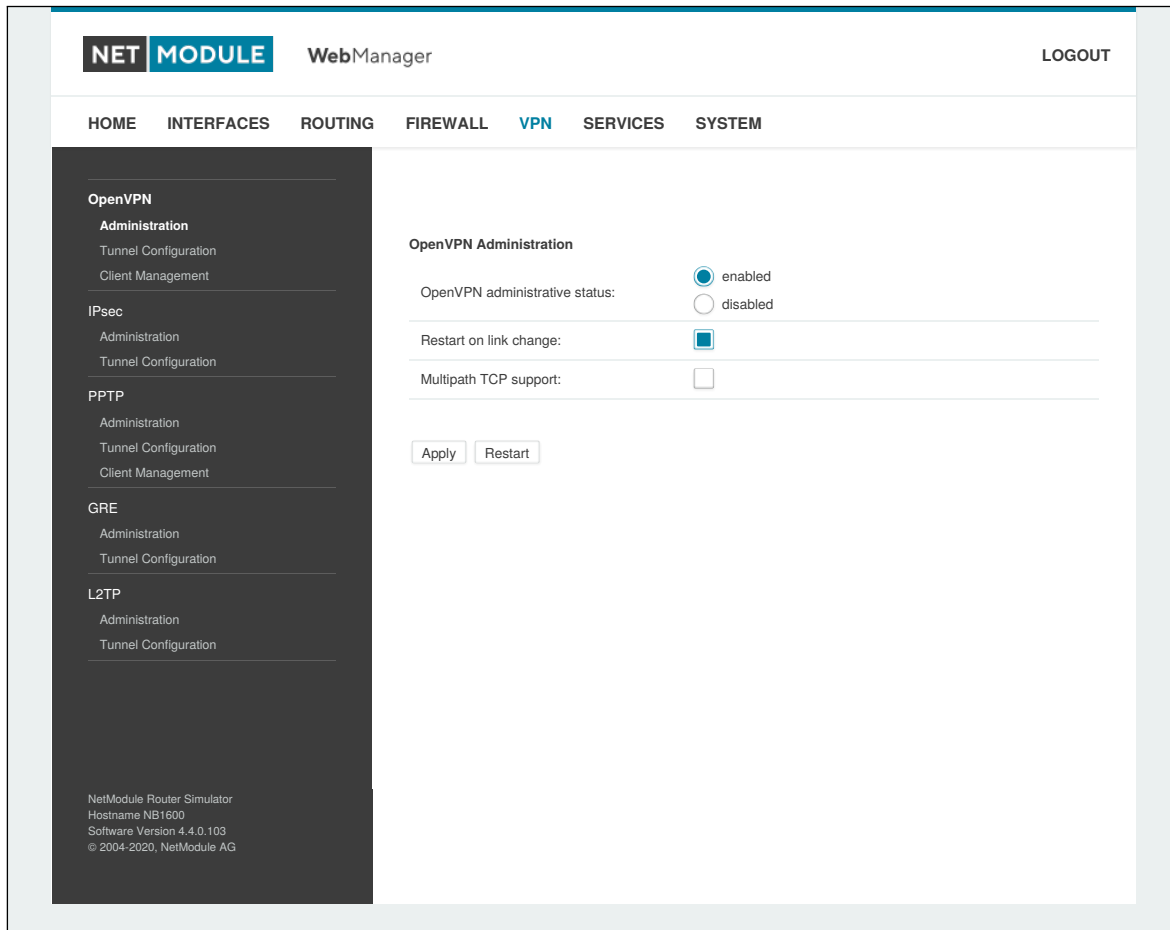 NET MODULE WebManager LOGOUT
HOME INTERFACES ROUTING FIREWALL VPN SERVICES SYSTEM
OpenVPN
Administration
Tunnel Configuration
Client Management
IPsec
Administration
Tunnel Configuration
PPTP
Administration
Tunnel Configuration
Client Management
GRE
Administration
Tunnel Configuration
L2TP
Administration
Tunnel Configuration
NetModule Router Simulator
Hostname NB1600
Software Version 4.4.0.103
© 2004-2020, NetModule AG
OpenVPN Administration
OpenVPN administrative status:
enabled
disabled
Restart on link change:
Multipath TCP support:
Apply Restart